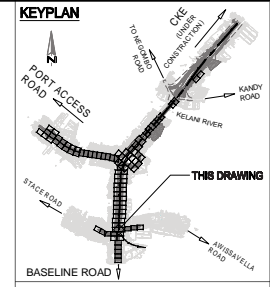 KEYPLAN
N
CKE
(UNDER
CONSTRACTION)
TO NEGOMBO
ROAD
PORT ACCESS
ROAD
KANDY
ROAD
KELANI RIVER
THIS DRAWING
STACE ROAD
AWISSAVELLA
ROAD
BASELINE ROAD